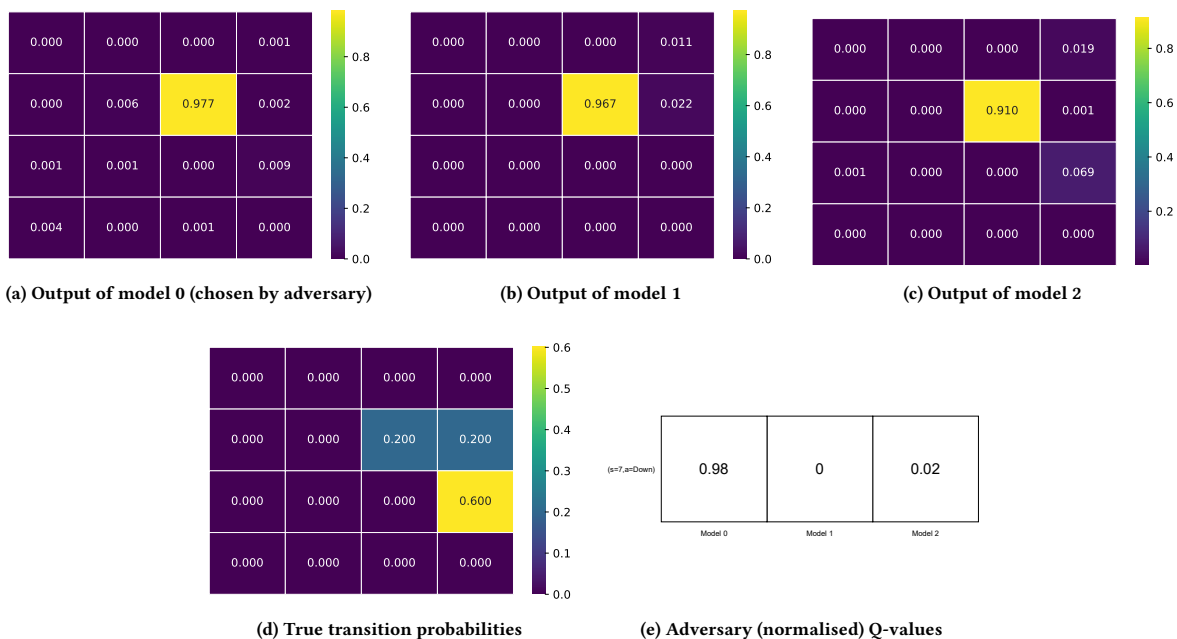 0.000 0.000 0.000 0.001
0.000 0.006 0.977 0.002
0.001 0.001 0.000 0.009
0.004 0.000 0.001 0.000
0.8
0.6
0.4
0.2
0.0
(a) Output of model 0 (chosen by adversary)
0.000 0.000 0.000 0.011
0.000 0.000 0.967 0.022
0.000 0.000 0.000 0.000
0.000 0.000 0.000 0.000
0.8
0.6
0.4
0.2
0.0
(b) Output of model 1
0.000 0.000 0.000 0.019
0.000 0.000 0.910 0.001
0.001 0.000 0.000 0.069
0.000 0.000 0.000 0.000
0.8
0.6
0.4
0.2
(c) Output of model 2
0.000 0.000 0.000 0.000
0.000 0.000 0.200 0.200
0.000 0.000 0.000 0.600
0.000 0.000 0.000 0.000
0.6
0.5
0.4
0.3
0.2
0.1
0.0
(d) True transition probabilities
(s=7,a=Down) 0.98 0 0.02
Model 0 Model 1 Model 2
(e) Adversary (normalised) Q-values